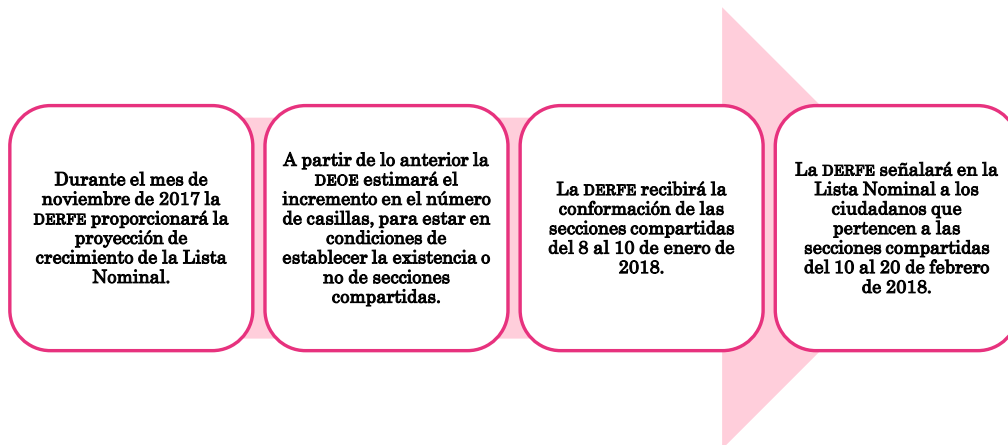 Durante el mes de
noviembre de 2017 la
DERFE proporcionará la
proyección de
crecimiento de la Lista
Nominal.
A partir de lo anterior la
DEOE estimará el
incremento en el número
de casillas, para estar en
condiciones de
establecer la existencia o
no de secciones
compartidas.
La DERFE recibirá la
conformación de las
secciones compartidas
del 8 al 10 de enero de
2018.
La DERFE señalará en la
Lista Nominal a los
ciudadanos que
pertencen a las
secciones compartidas
del 10 al 20 de febrero
de 2018.